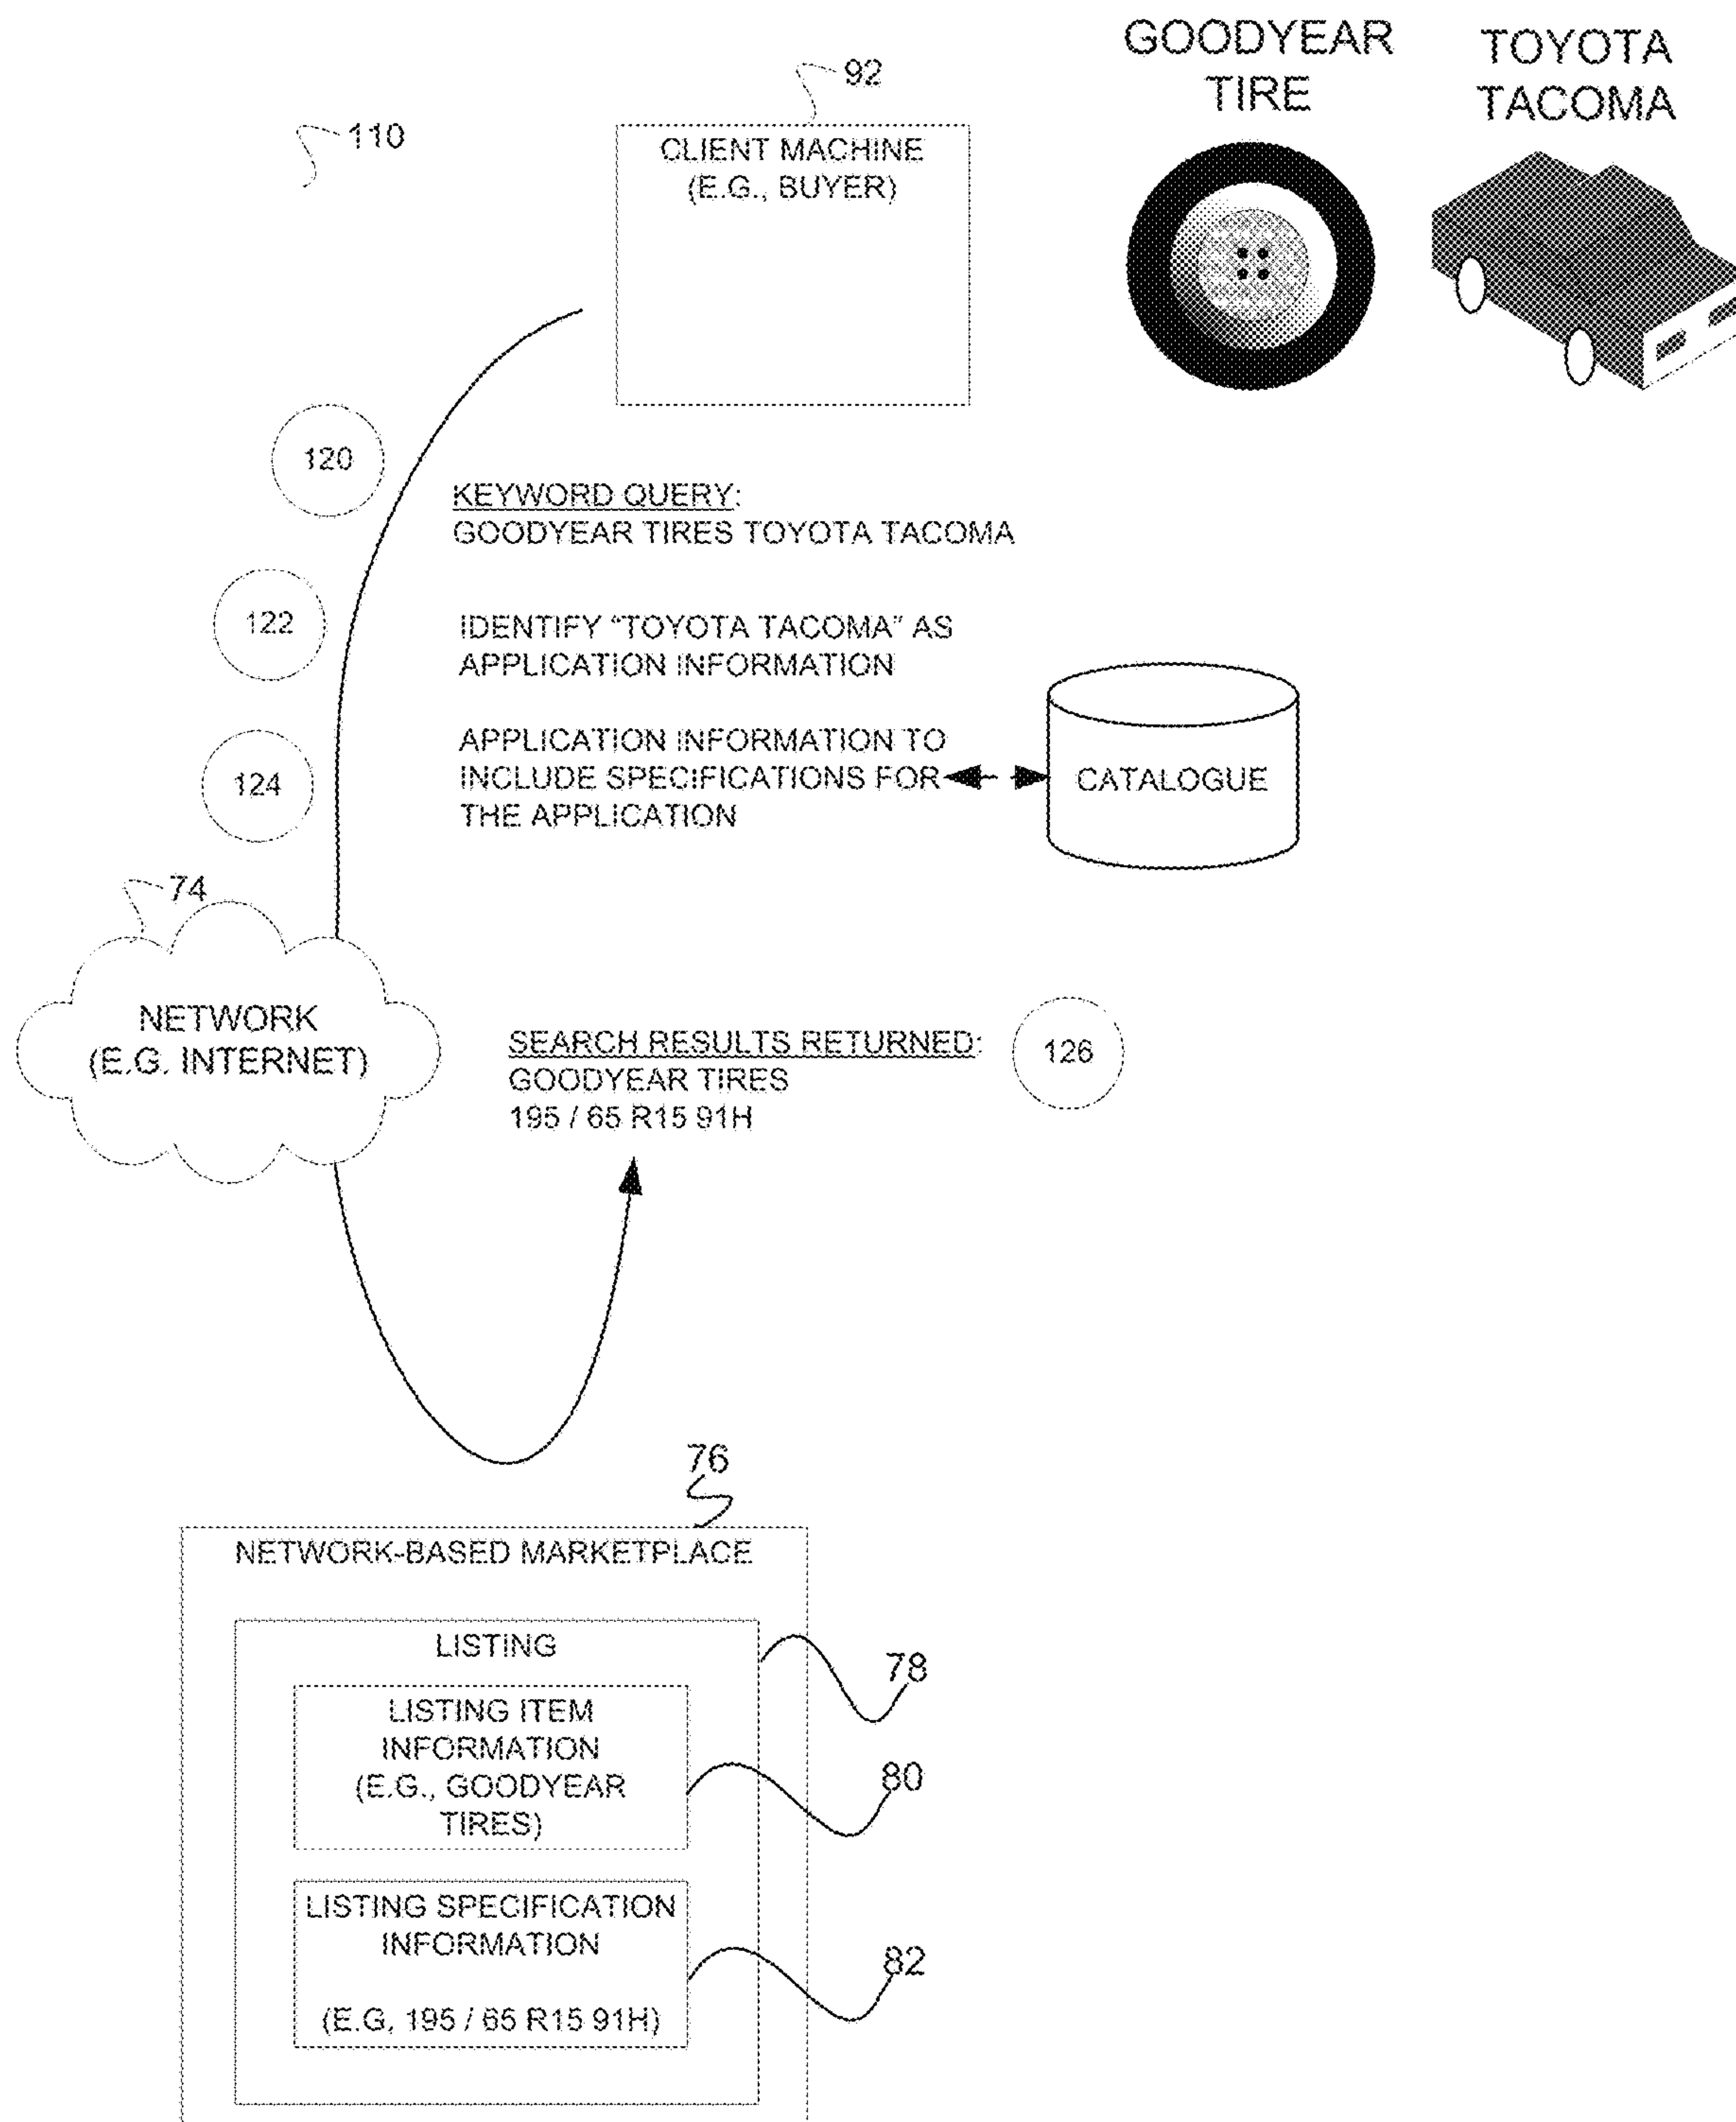 GOODYEAR
TIRE
TOYOTA
TACOMA
92
110
CLIENT MACHINE
(E.G., BUYER)
120
KEYWORD QUERY:
GOODYEAR TIRES TOYOTA TACOMA
122
IDENTIFY "TOYOTA TACOMA" AS
APPLICATION INFORMATION
124
APPLICATION INFORMATION TO
INCLUDE SPECIFICATIONS FOR
THE APPLICATION
CATALOGUE
74
NETWORK
(E.G. INTERNET)
SEARCH RESULTS RETURNED:
GOODYEAR TIRES
195 / 65 R15 91H
126
76
NETWORK-BASED MARKETPLACE
LISTING
78
LISTING ITEM
INFORMATION
(E.G., GOODYEAR
TIRES)
80
LISTING SPECIFICATION
INFORMATION
(E.G, 195 / 65 R15 91H)
82